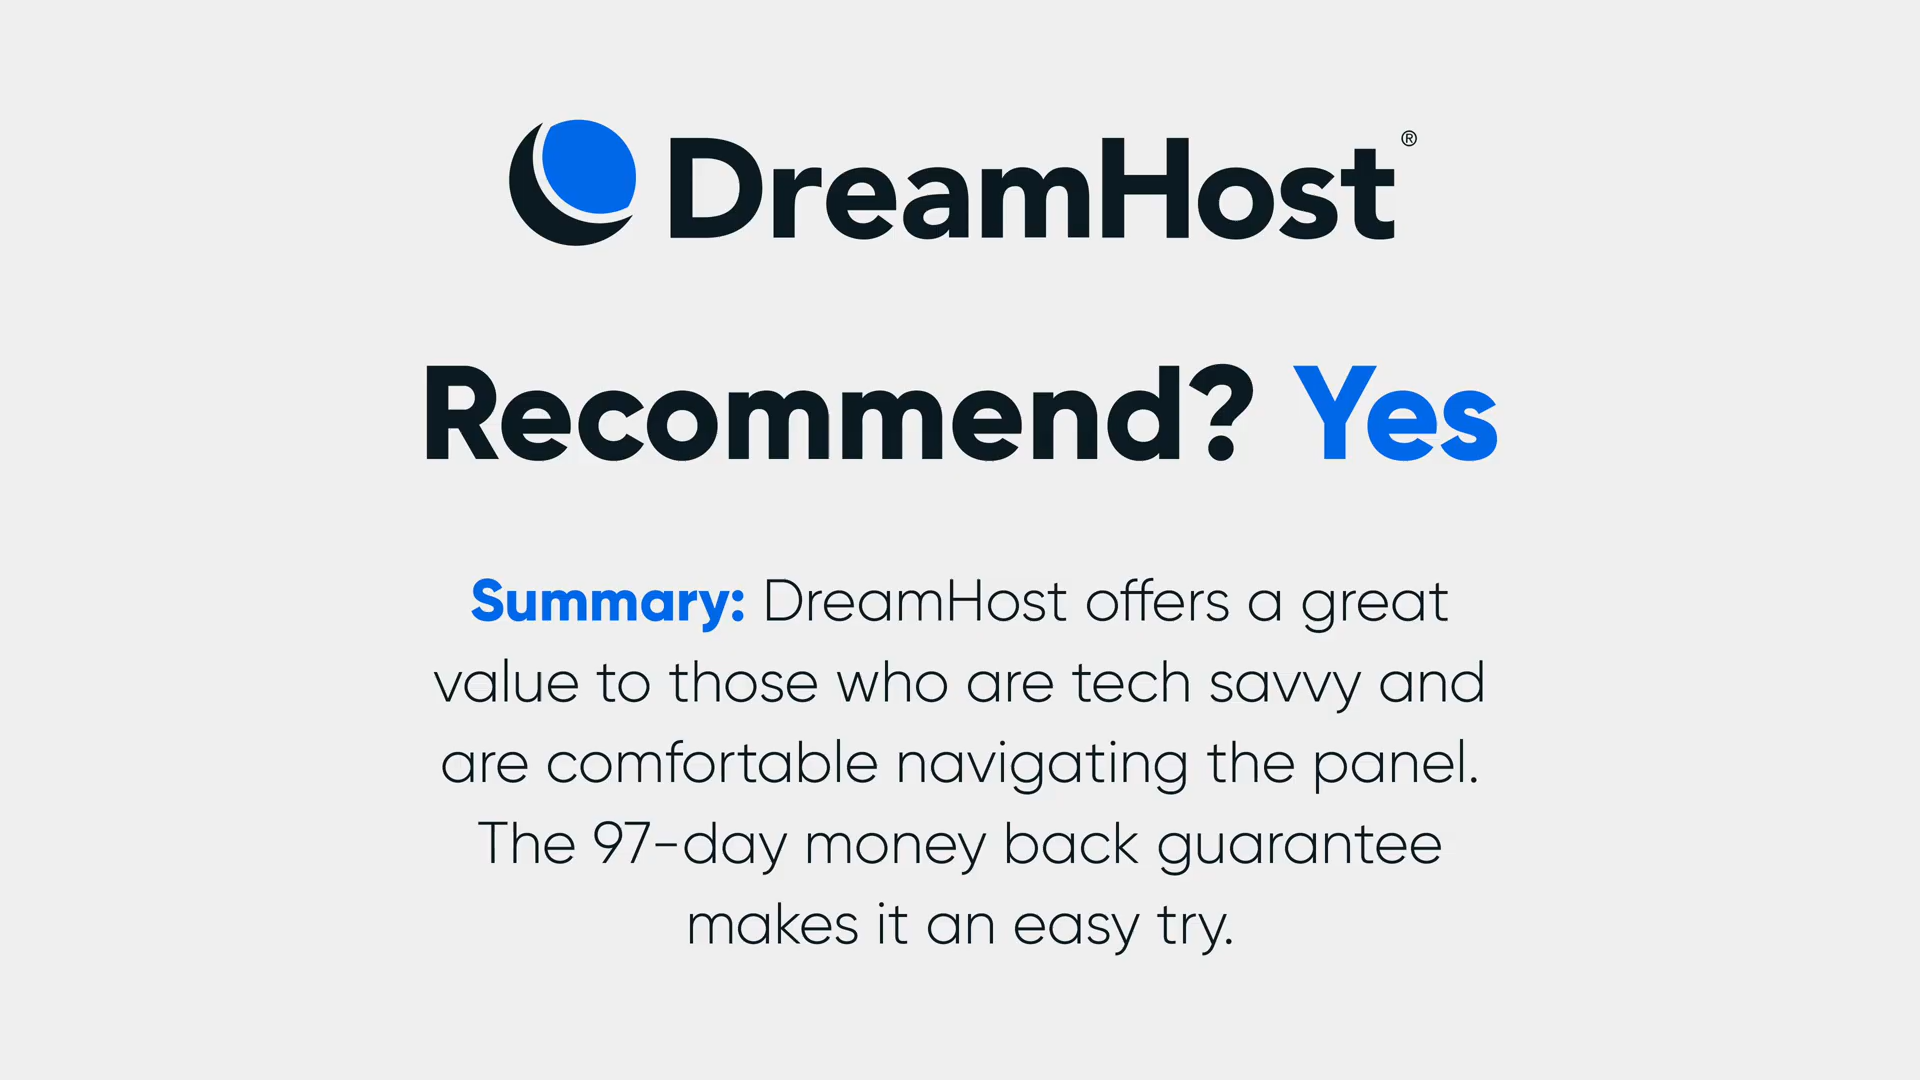 DreamHost®
Recommend? Yes
Summary: DreamHost offers a great
value to those who are tech savvy and
are comfortable navigating the panel.
The 97-day money back guarantee
makes it an easy try.